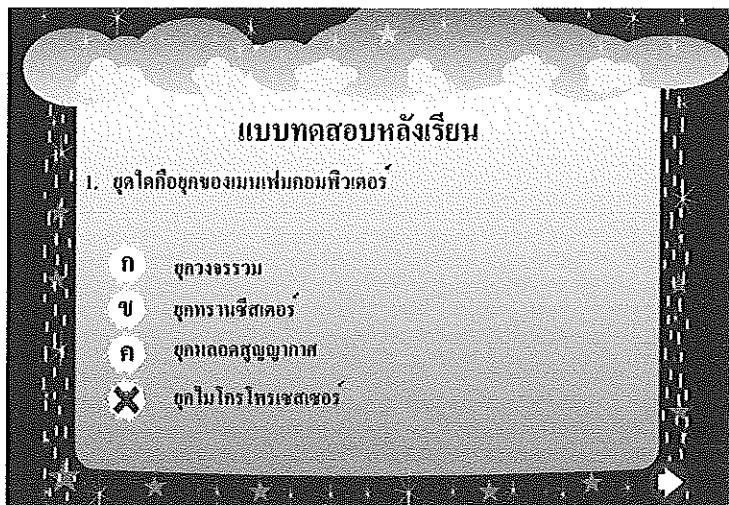 แบบทดสอบหลังเรียน
1. ยุคใดคือยุคของเมนเฟมคอมพิวเตอร์
ก ยุควงจรรวม
ข ยุคทรานซีสเตอร์
ค ยุคหลอดสูญญากาศ
ยุคไมโครโพรเซสเซอร์